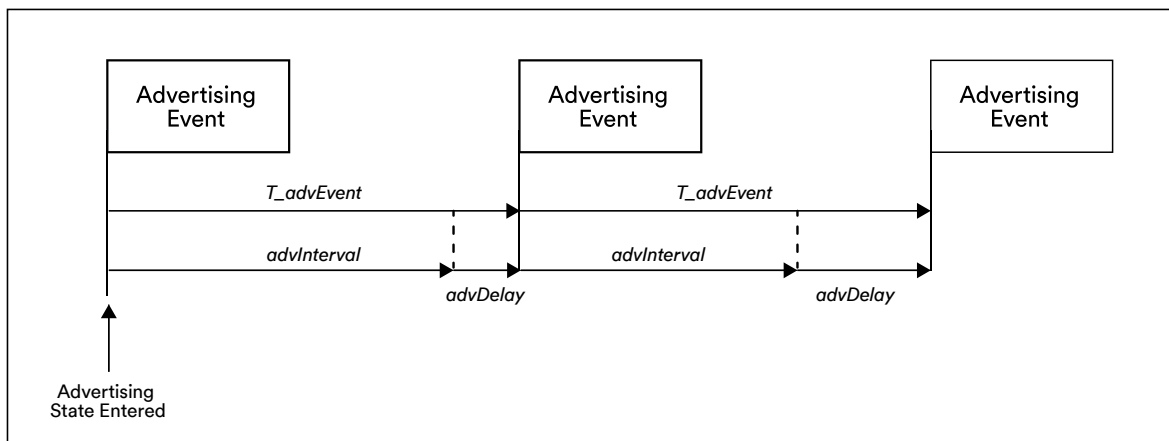 Advertising
Event
Advertising
Event
Advertising
Event
T_advEvent
T_advEvent
advInterval
advInterval
advDelay
advDelay
Advertising
State Entered